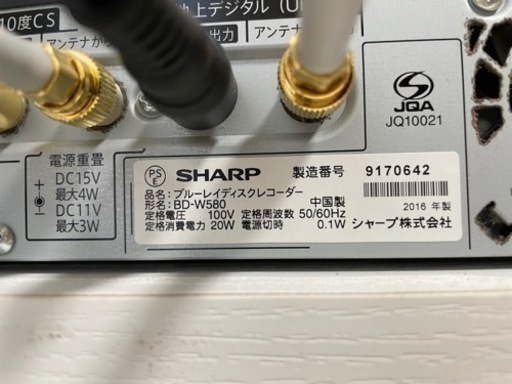 10度CS
地上デジタル
アンテナから
出力
アンテナ
電源重畳
DC15V
最大4W
DC11V
最大3W
JQA
JQ10021
PS
E
SHARP
製造番号 9170642
品名: ブルーレイディスクレコーダー
形名: BD-W580 中国製
定格電圧 100V 定格周波数 50/60Hz
定格消費電力 20W 電源切時 0.1W
2016 年製
シャープ株式会社